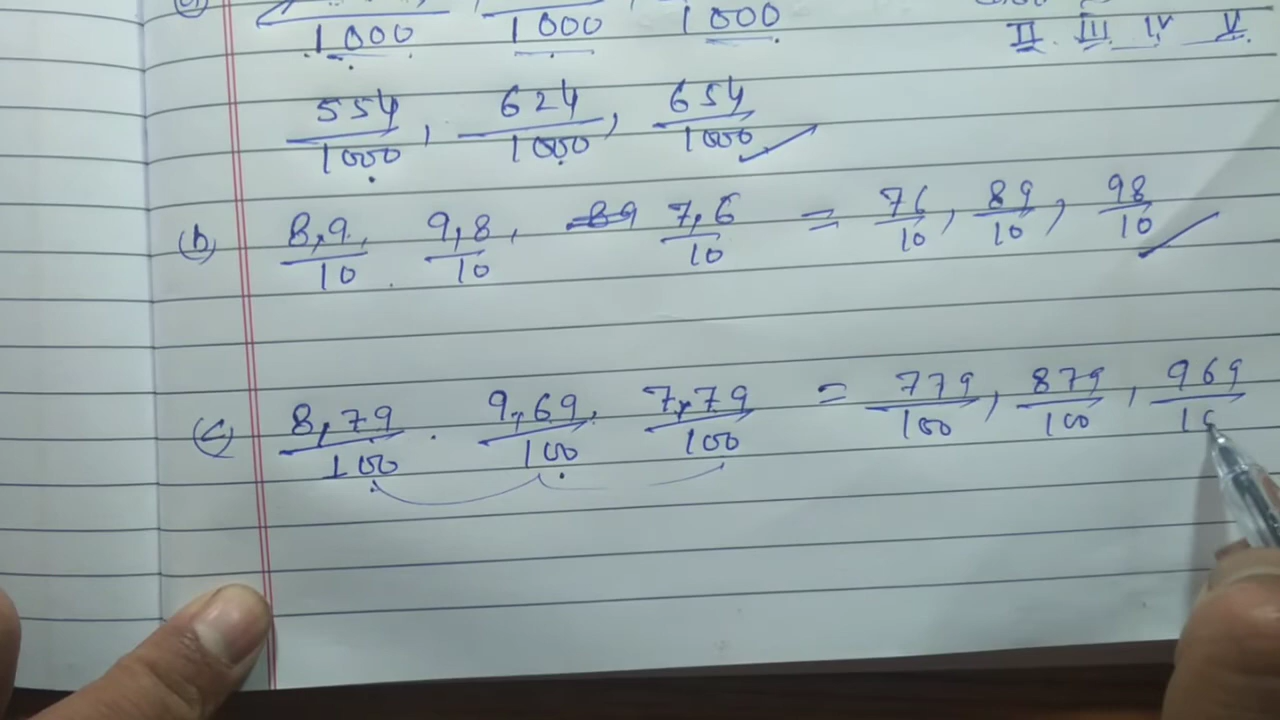 1000 1000 1000
II III IV V
554/1000, 624/1000, 654/1000
(b) 8,9/10, 9,8/10, 7,6/10 = 76/10, 89/10, 98/10
(c) 8,79/100. 9,69/100, 7,79/100 = 779/100, 879/100, 969/10